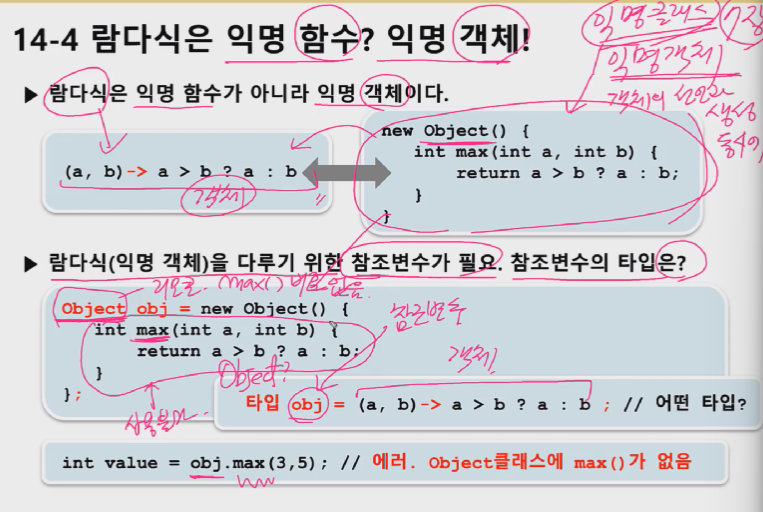 14-4 람다식은 익명 함수? 익명 객체!
익명클래스 7장
익명객체
객체의 선언과
생성
동시에
▶ 람다식은 익명 함수가 아니라 익명 객체이다.
(a, b)-> a > b ? a : b
객체
new Object() {
int max(int a, int b) {
return a > b ? a : b;
}
}
▶ 람다식(익명 객체)을 다루기 위한 참조변수가 필요. 참조변수의 타입은?
리모콘. max() 버튼 없음.
Object obj = new Object() {
int max(int a, int b) {
return a > b ? a : b;
}
};
사용불가.
Object?
참조변수
객체
타입 obj = (a, b)-> a > b ? a : b ; // 어떤 타입?
int value = obj.max(3,5); // 에러. Object클래스에 max()가 없음